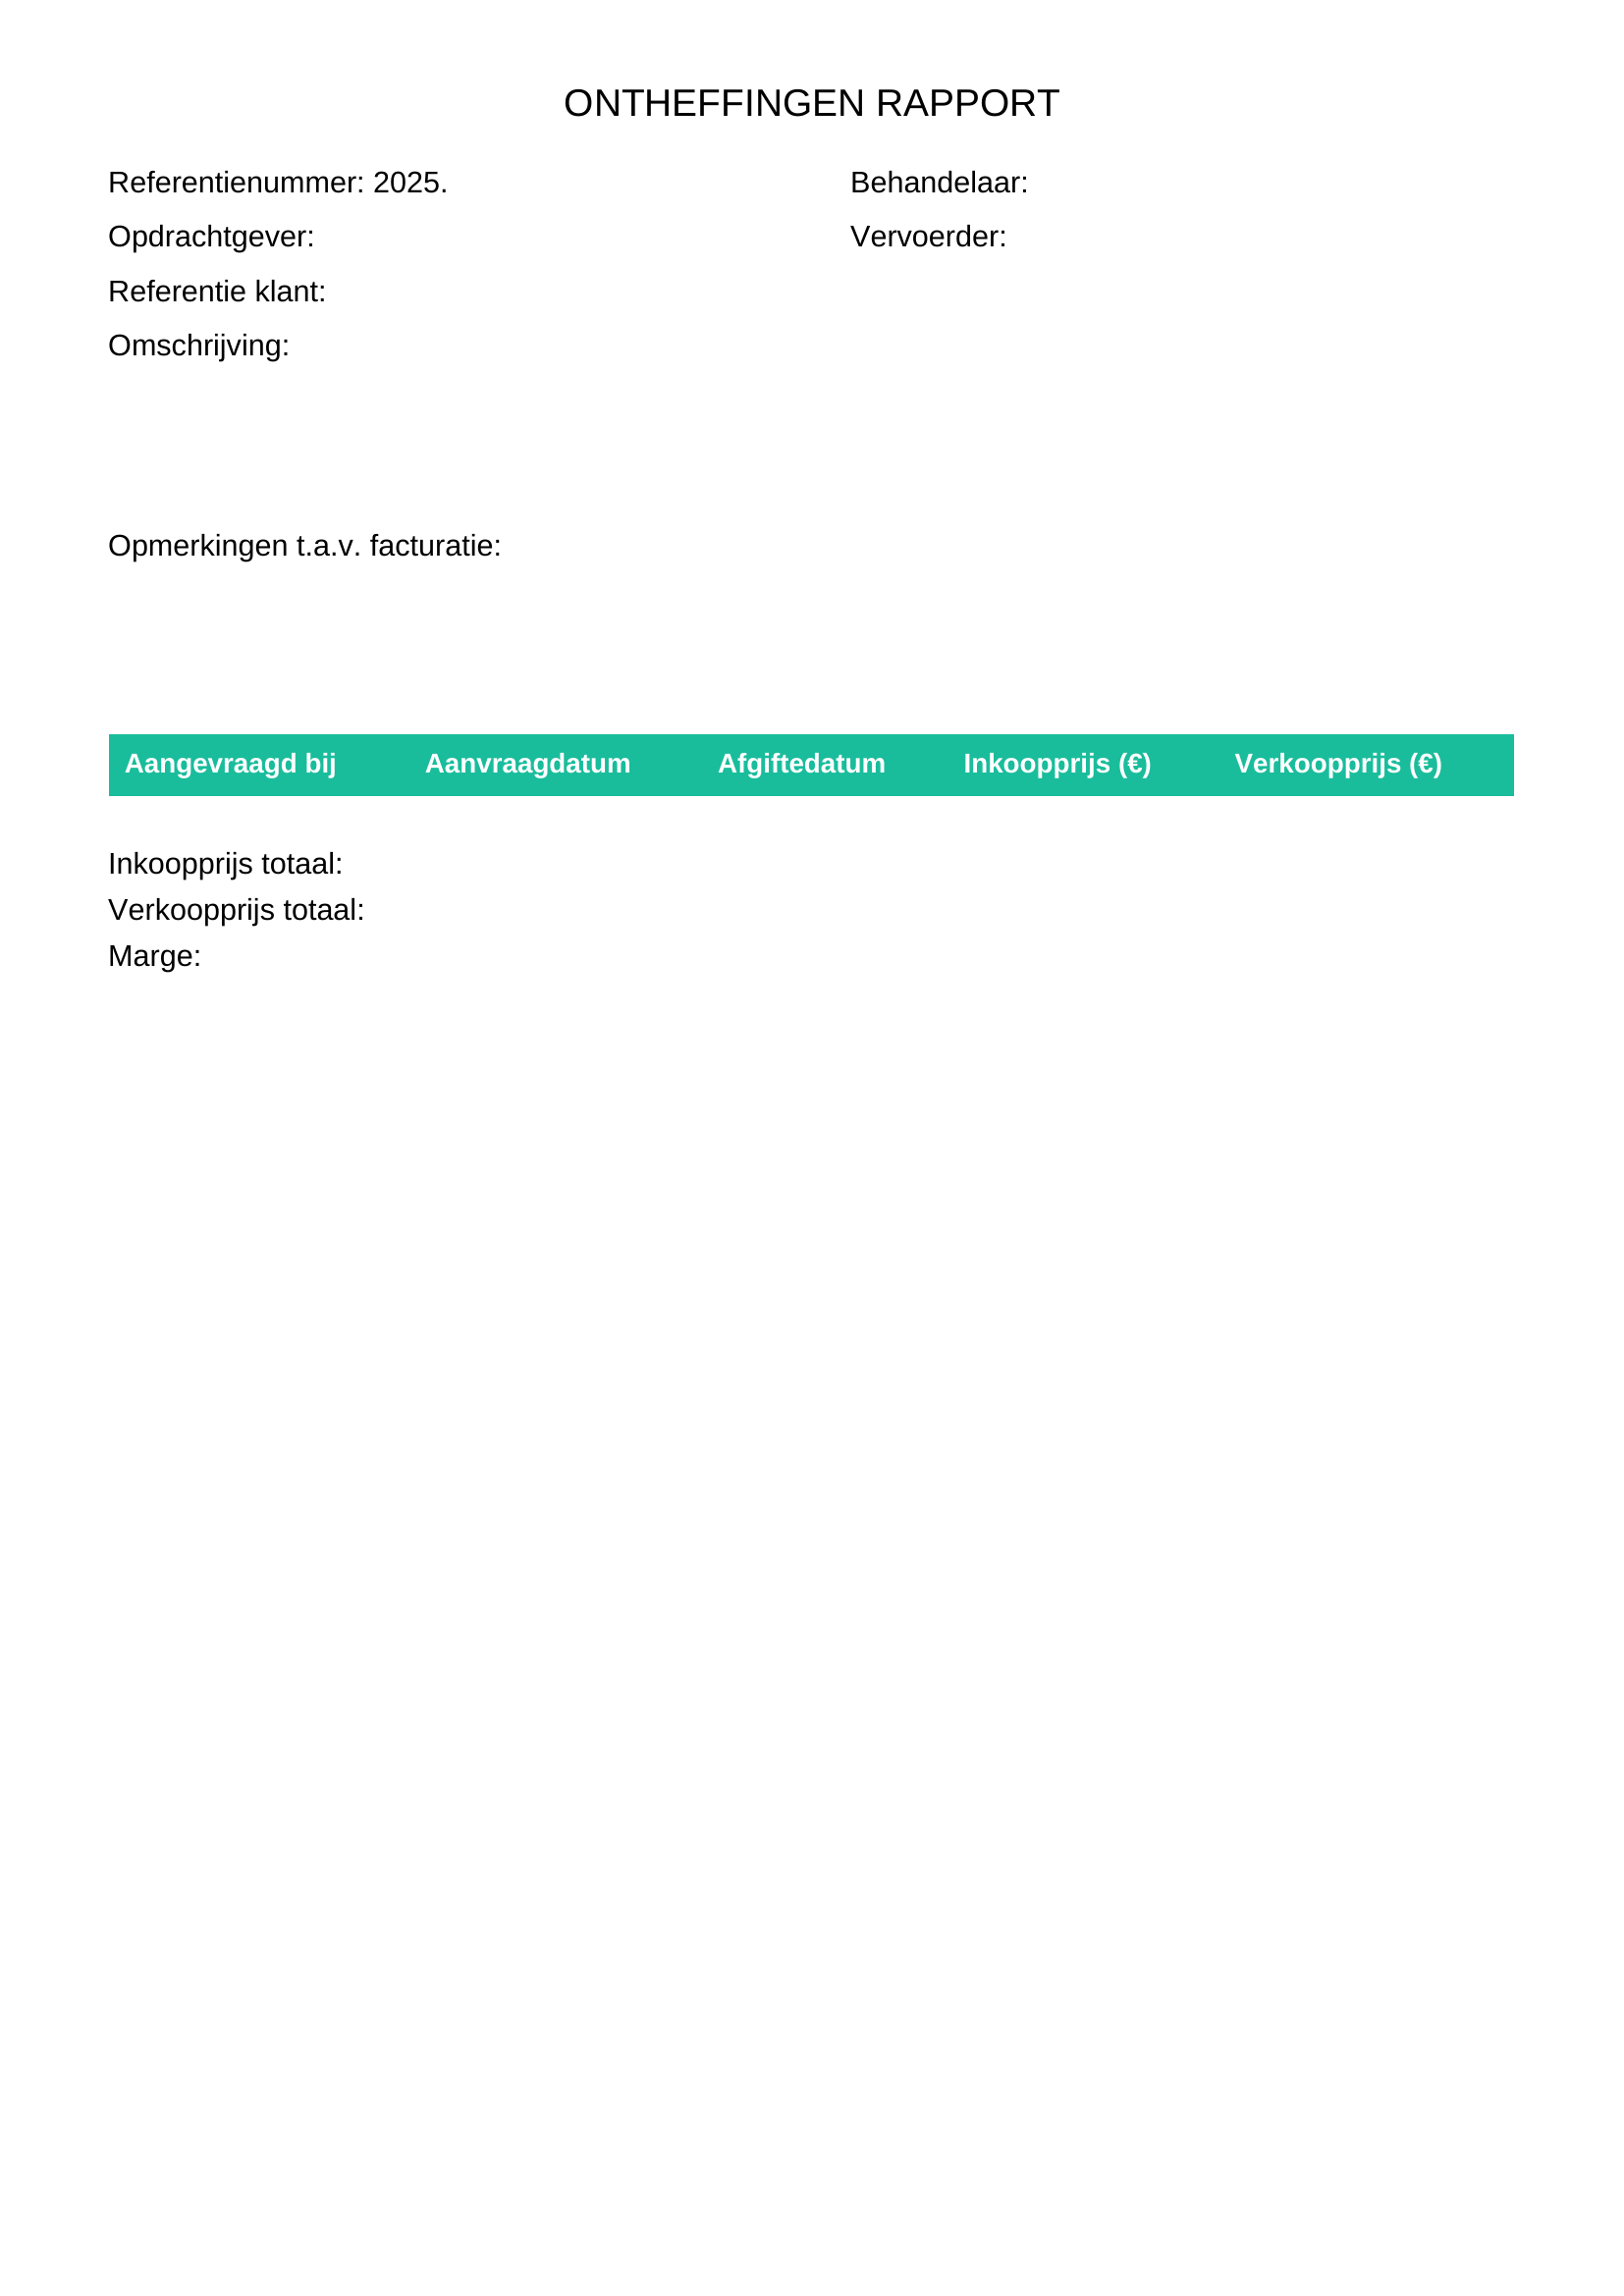 ONTHEFFINGEN RAPPORT
Referentienummer: 2025.
Behandelaar:
Opdrachtgever:
Vervoerder:
Referentie klant:
Omschrijving:
Opmerkingen t.a.v. facturatie:
Aangevraagd bij Aanvraagdatum Afgiftedatum Inkoopprijs (€) Verkoopprijs (€)
Inkoopprijs totaal:
Verkoopprijs totaal:
Marge: